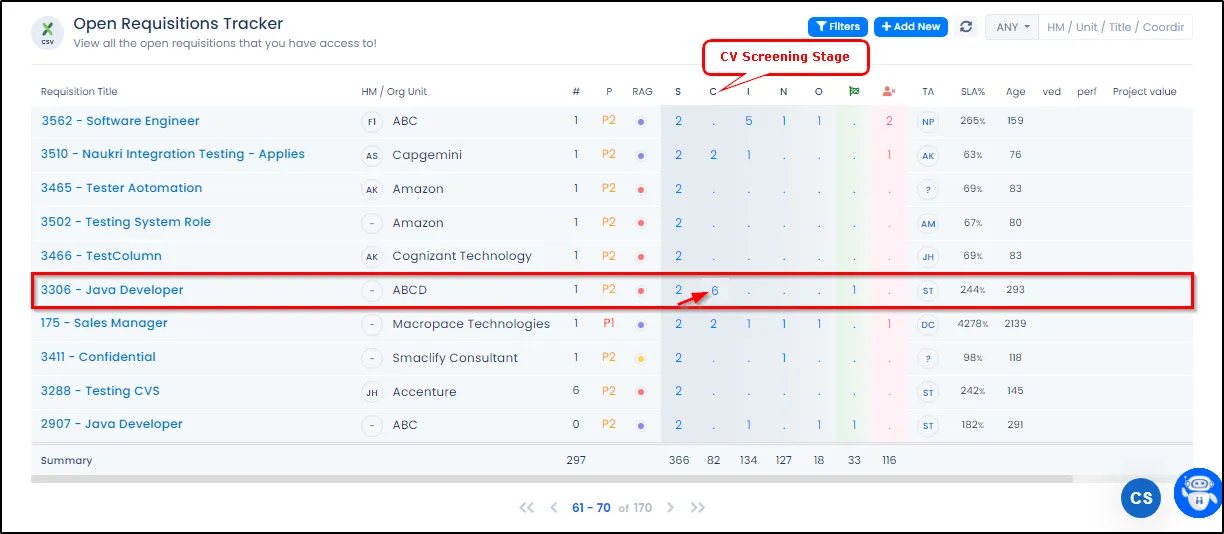 Open Requisitions Tracker
CSV
View all the open requisitions that you have access to!
Filters
Add New
ANY
HM / Unit / Title / Coordir
CV Screening Stage
Requisition Title HM / Org Unit # P RAG S C I N O TA SLA% Age ved perf Project value
3562 - Software Engineer F1 ABC 1 P2 2 . 5 1 1 . 2 NP 265% 159
3510 - Naukri Integration Testing - Applies AS Capgemini 1 P2 2 2 1 . . . 1 AK 63% 76
3465 - Tester Aotomation AK Amazon 1 P2 2 . . . . . . ? 69% 83
3502 - Testing System Role - Amazon 1 P2 2 . . . . . . AM 67% 80
3466 - TestColumn AK Cognizant Technology 1 P2 2 . . . . . . JH 69% 83
3306 - Java Developer - ABCD 1 P2 2 6 . . . 1 . ST 244% 293
175 - Sales Manager - Macropace Technologies 1 P1 2 2 1 1 1 . 1 DC 4278% 2139
3411 - Confidential - Smaclify Consultant 1 P2 2 . . 1 . . . ? 98% 118
3288 - Testing CVS JH Accenture 6 P2 2 . . . . . . ST 242% 145
2907 - Java Developer - ABC 0 P2 2 . 1 . 1 1 . ST 182% 291
Summary 297 366 82 134 127 18 33 116
61 - 70 of 170
CS